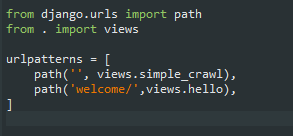 from django.urls import path
from . import views

urlpatterns = [
    path('', views.simple_crawl),
    path('welcome/',views.hello),
]